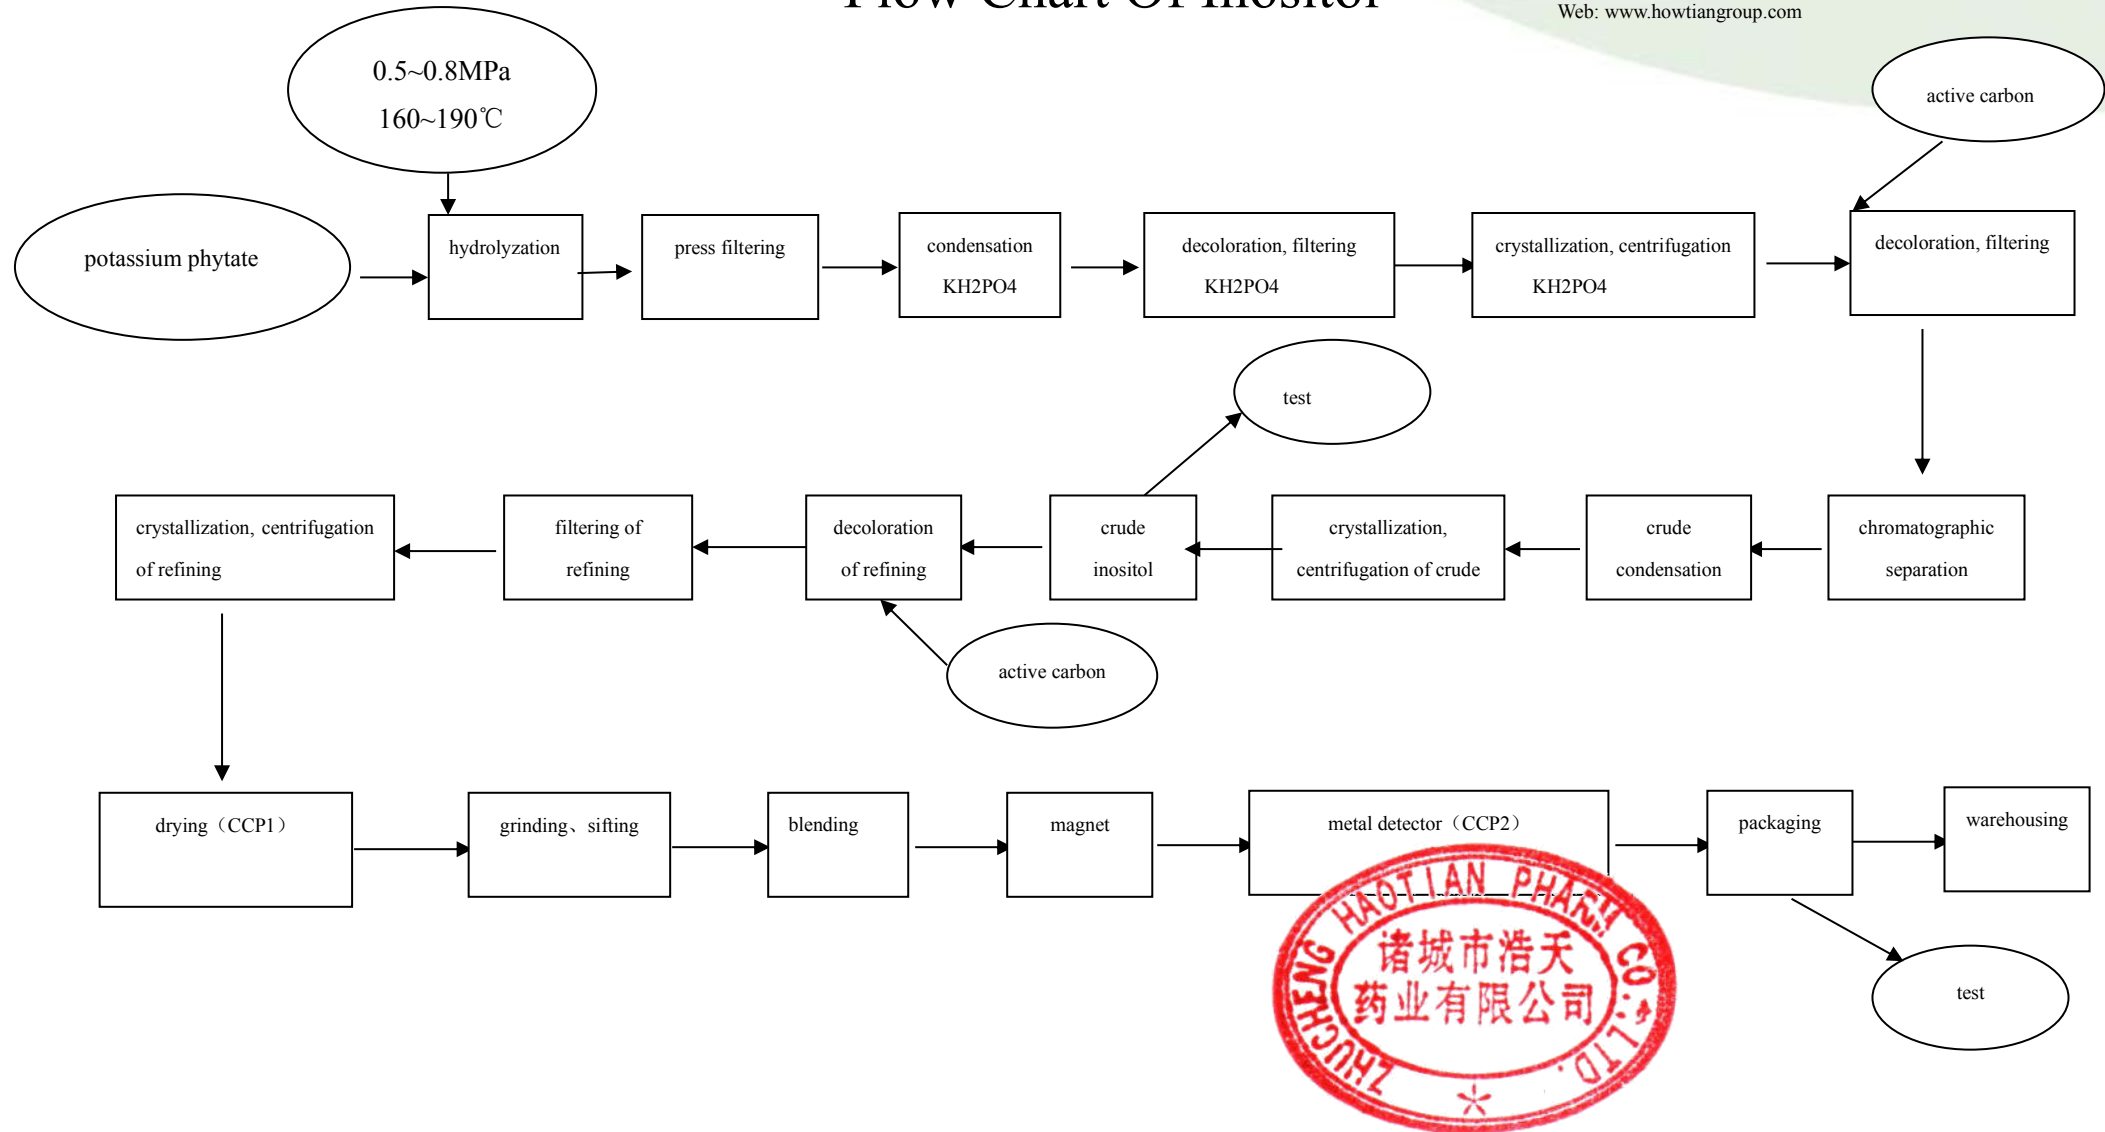 Flow Chart Of Inositol
Web: www.howtiangroup.com
0.5~0.8MPa
160~190℃
active carbon
potassium phytate
hydrolyzation
press filtering
condensation
KH2PO4
decoloration, filtering
KH2PO4
crystallization, centrifugation
KH2PO4
decoloration, filtering
test
crystallization, centrifugation
of refining
filtering of
refining
decoloration
of refining
crude
inositol
crystallization,
centrifugation of crude
crude
condensation
chromatographic
separation
active carbon
drying（CCP1）
grinding、sifting
blending
magnet
metal detector（CCP2）
packaging
warehousing
test
ZHUCHENG HAOTIAN PHARM CO.,LTD.
诸城市浩天
药业有限公司